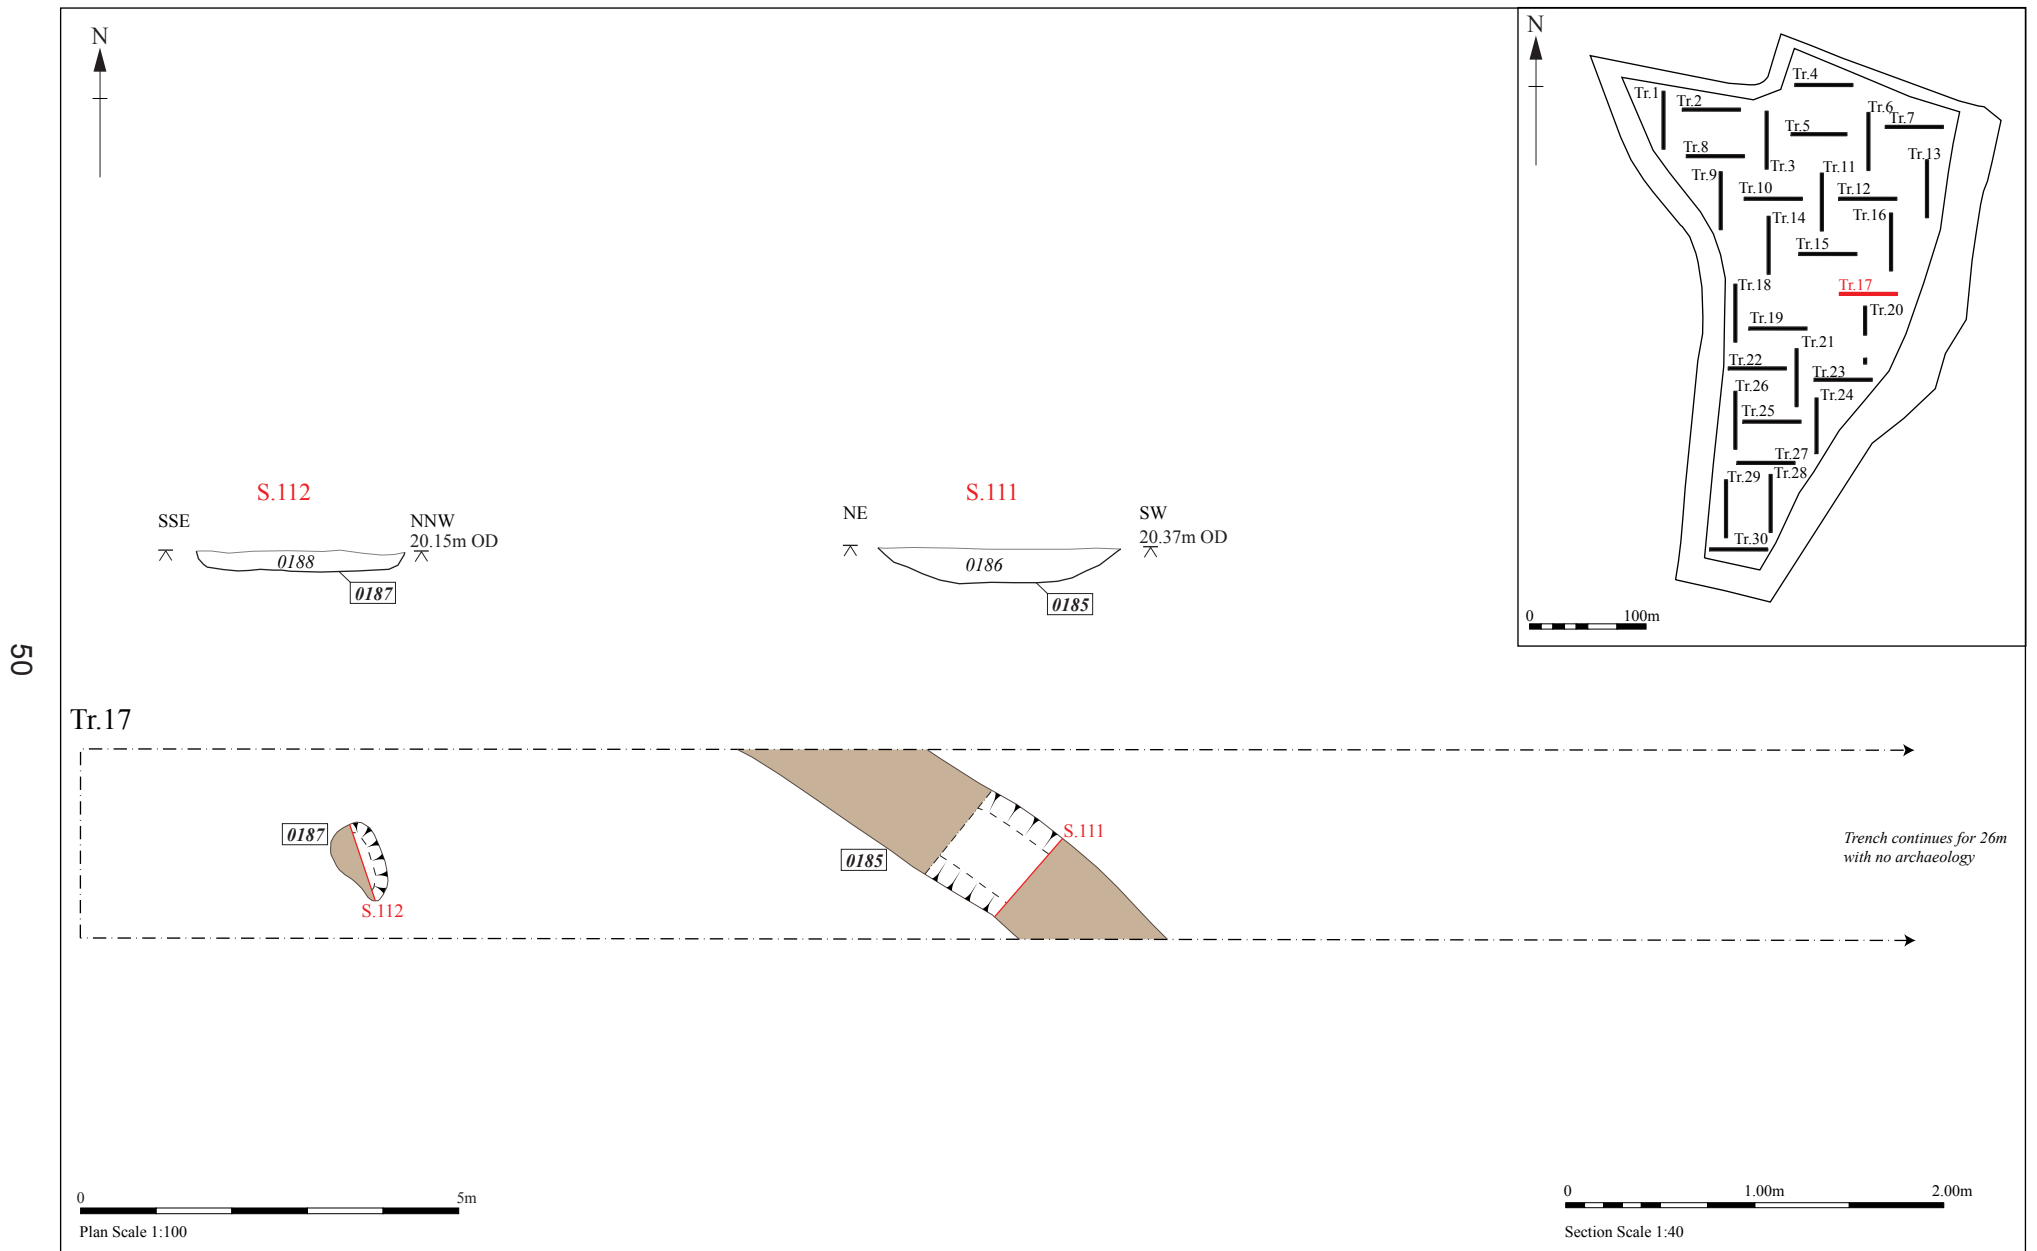 N
S.112
SSE
NNW
20.15m OD
0188
0187
S.111
NE
SW
20.37m OD
0186
0185
N
Tr.4
Tr.1
Tr.2
Tr.6
Tr.7
Tr.5
Tr.8
Tr.3
Tr.11
Tr.13
Tr.9
Tr.10
Tr.12
Tr.14
Tr.16
Tr.15
Tr.17
Tr.18
Tr.20
Tr.19
Tr.21
Tr.22
Tr.23
Tr.26
Tr.24
Tr.25
Tr.27
Tr.29
Tr.28
Tr.30
0 100m
50
Tr.17
0187
S.112
0185
S.111
Trench continues for 26m
with no archaeology
0 5m
Plan Scale 1:100
0 1.00m 2.00m
Section Scale 1:40